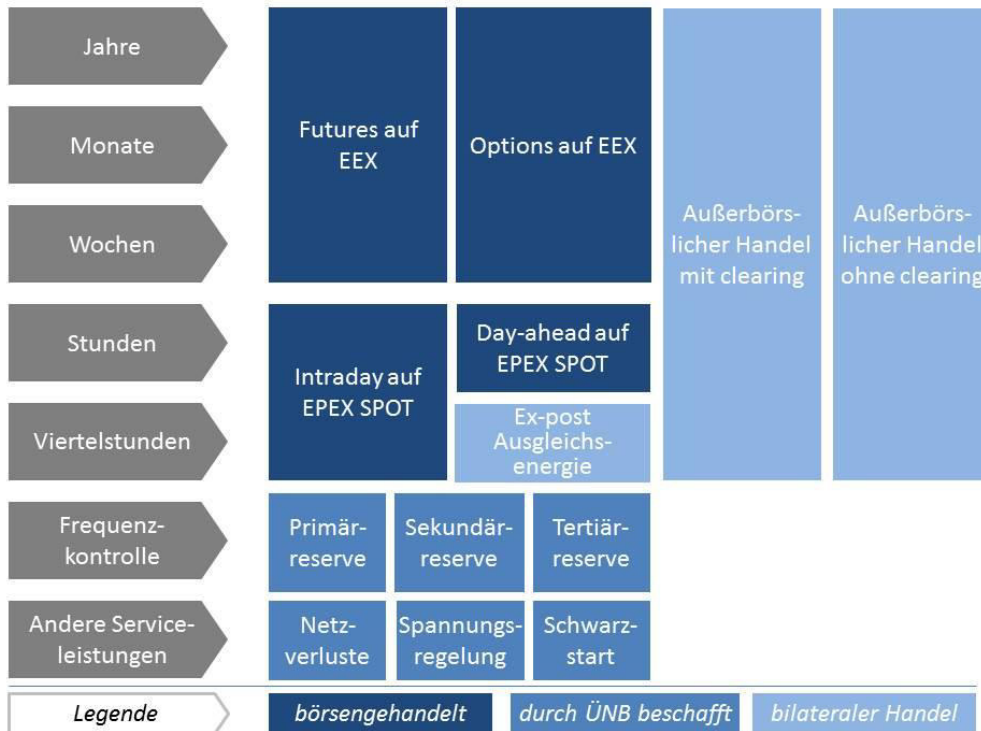 Jahre
Monate
Wochen
Stunden
Viertelstunden
Frequenz-
kontrolle
Andere Service-
leistungen
Futures auf
EEX
Options auf EEX
Außerbörs-
licher Handel
mit clearing
Außerbörs-
licher Handel
ohne clearing
Intraday auf
EPEX SPOT
Day-ahead auf
EPEX SPOT
Ex-post
Ausgleichs-
energie
Primär-
reserve
Sekundär-
reserve
Tertiär-
reserve
Netz-
verluste
Spannungs-
regelung
Schwarz-
start
Legende
börsengehandelt
durch ÜNB beschafft
bilateraler Handel